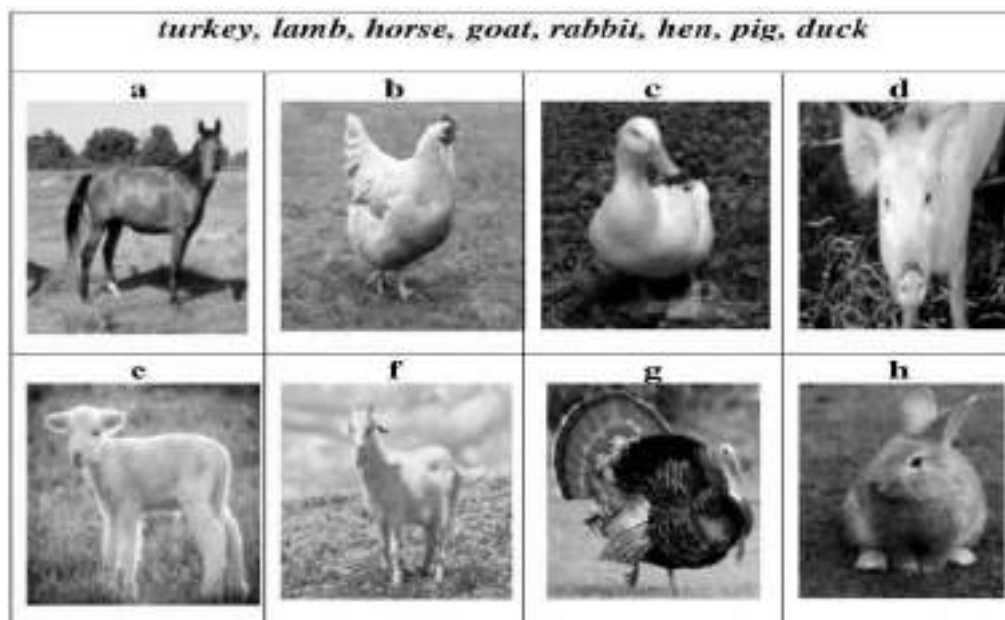 turkey, lamb, horse, goat, rabbit, hen, pig, duck
a b c d
e f g h